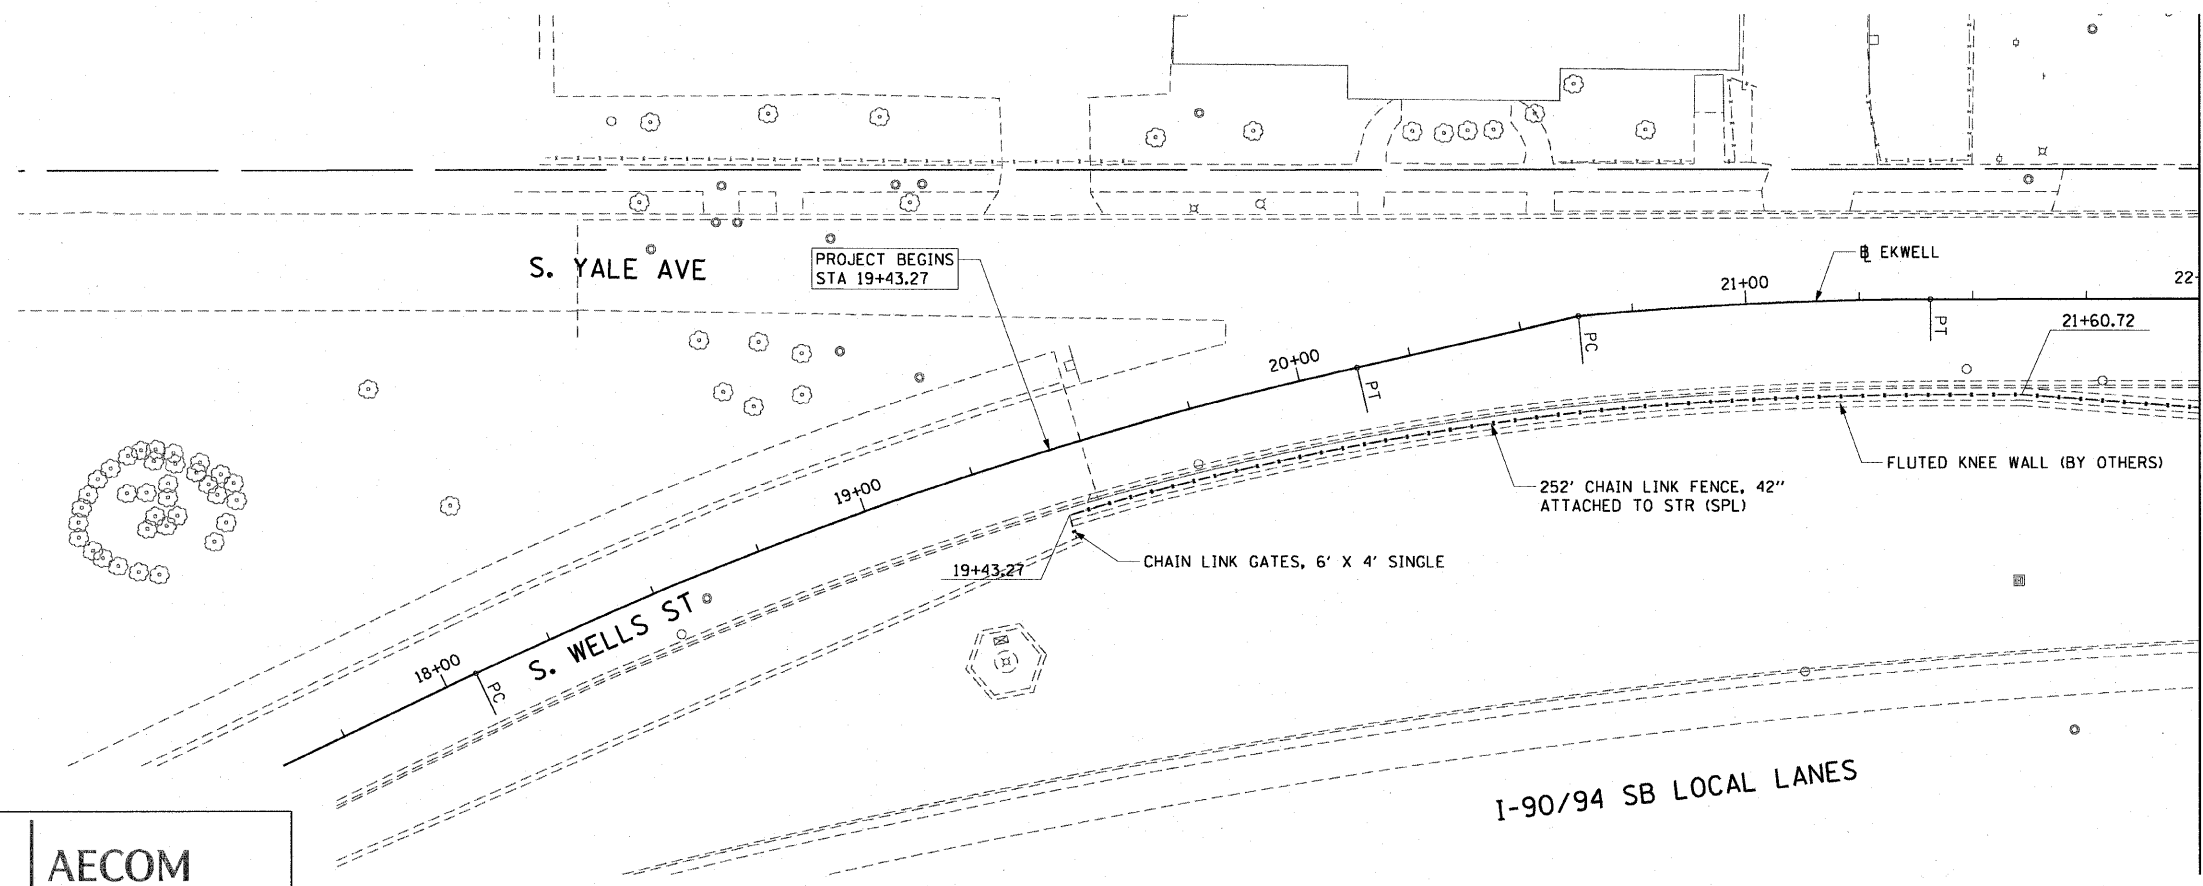 S. YALE AVE
PROJECT BEGINS
STA 19+43.27
℄ EKWELL
21+00
22
PT
21+60.72
20+00
PC
PT
19+00
FLUTED KNEE WALL (BY OTHERS)
252' CHAIN LINK FENCE, 42"
ATTACHED TO STR (SPL)
CHAIN LINK GATES, 6' X 4' SINGLE
19+43.27
S. WELLS ST
18+00
PC
I-90/94 SB LOCAL LANES
AECOM